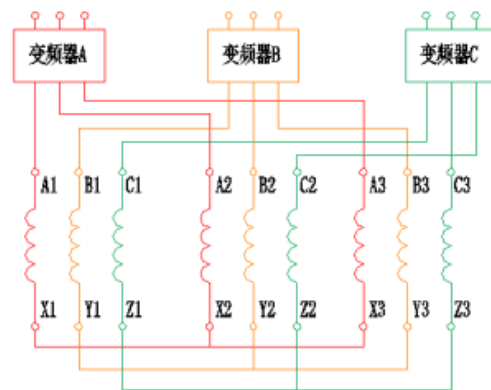 变频器A 变频器B 变频器C
A1 B1 C1 A2 B2 C2 A3 B3 C3
X1 Y1 Z1 X2 Y2 Z2 X3 Y3 Z3